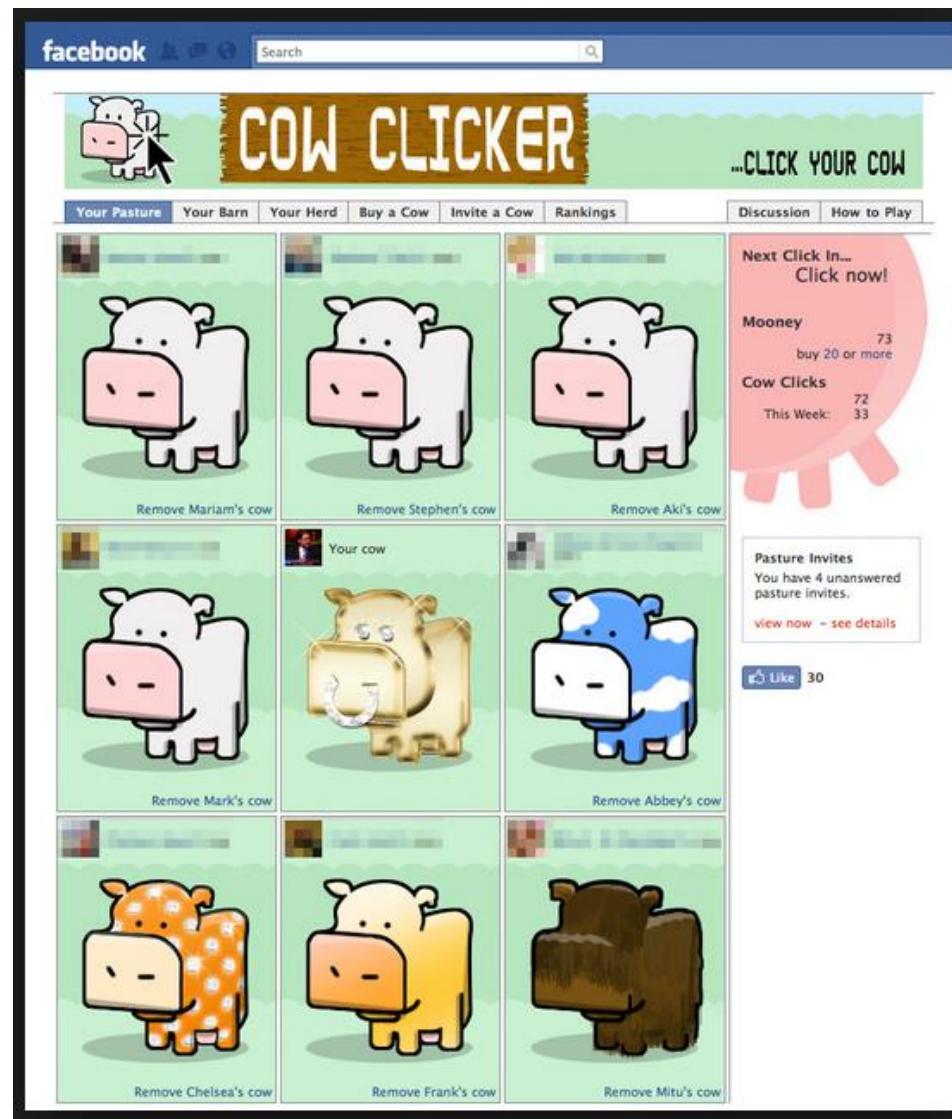 facebook
Search
COW CLICKER
...CLICK YOUR COW
Your Pasture Your Barn Your Herd Buy a Cow Invite a Cow Rankings
Discussion How to Play
Remove Mariam's cow
Remove Stephen's cow
Remove Aki's cow
Your cow
Remove Mark's cow
Remove Abbey's cow
Remove Chelsea's cow
Remove Frank's cow
Remove Mitu's cow
Next Click In...
Click now!
Mooney
73
buy 20 or more
Cow Clicks
72
This Week: 33
Pasture Invites
You have 4 unanswered
pasture invites.
view now – see details
Like 30